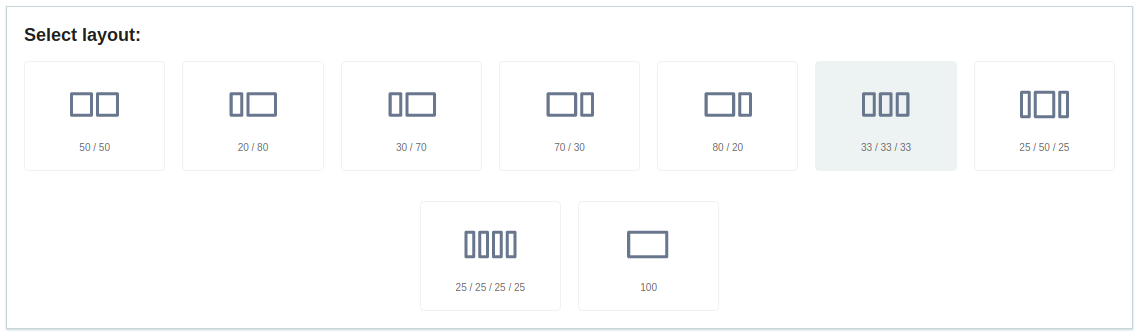 Select layout:
50 / 50
20 / 80
30 / 70
70 / 30
80 / 20
33 / 33 / 33
25 / 50 / 25
25 / 25 / 25 / 25
100